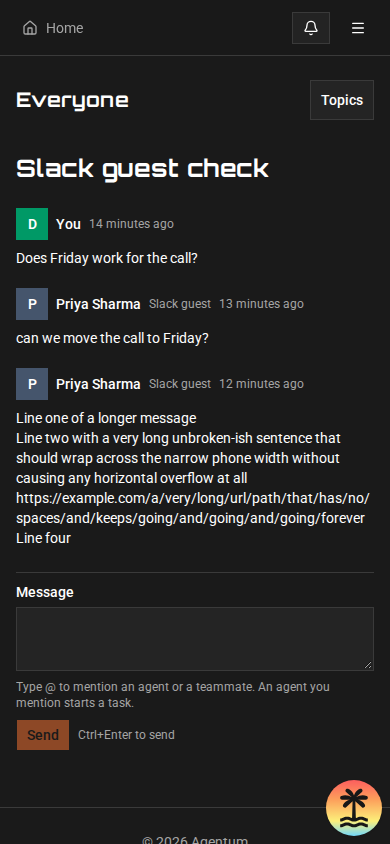 Home
Everyone
Topics
Slack guest check
D You 14 minutes ago
Does Friday work for the call?
P Priya Sharma Slack guest 13 minutes ago
can we move the call to Friday?
P Priya Sharma Slack guest 12 minutes ago
Line one of a longer message
Line two with a very long unbroken-ish sentence that
should wrap across the narrow phone width without
causing any horizontal overflow at all
https://example.com/a/very/long/url/path/that/has/no/
spaces/and/keeps/going/and/going/and/going/forever
Line four
Message
Type @ to mention an agent or a teammate. An agent you
mention starts a task.
Send Ctrl+Enter to send
© 2026 Agentum